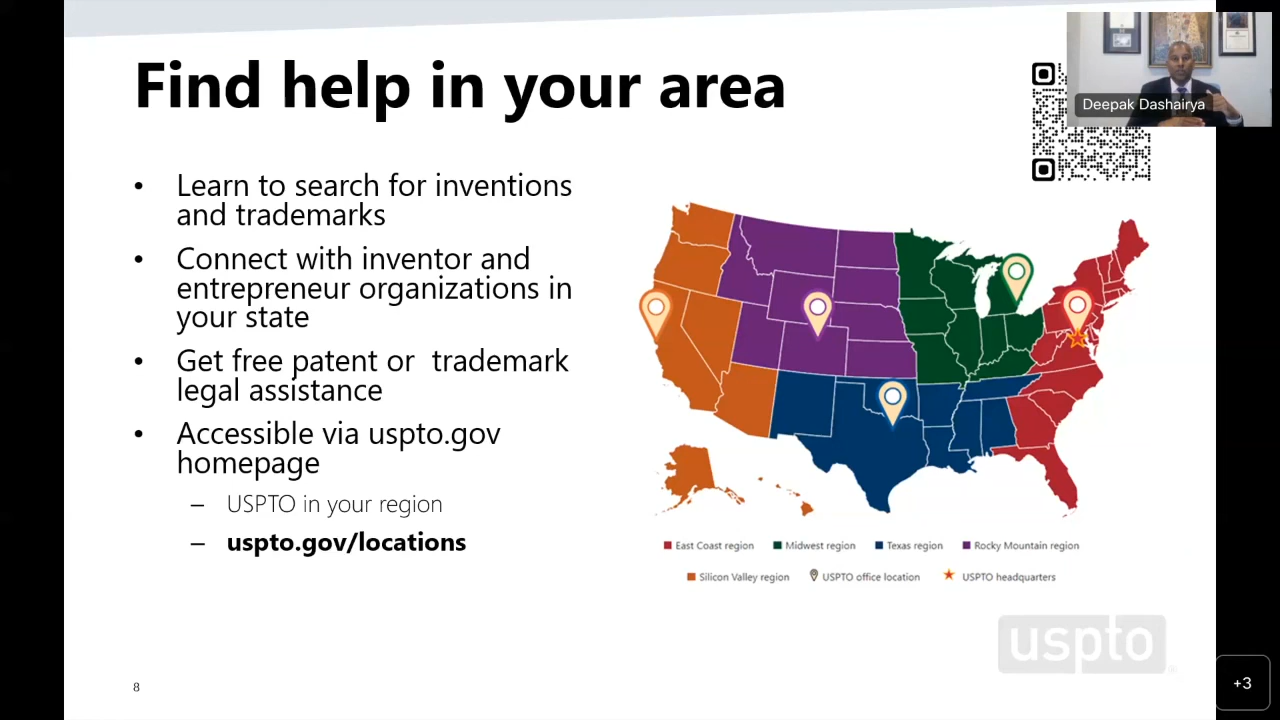 Find help in your area
Deepak Dashairya
• Learn to search for inventions
and trademarks
• Connect with inventor and
entrepreneur organizations in
your state
• Get free patent or  trademark
legal assistance
• Accessible via uspto.gov
homepage
– USPTO in your region
– uspto.gov/locations
East Coast region
Midwest region
Texas region
Rocky Mountain region
Silicon Valley region
USPTO office location
USPTO headquarters
uspto
8
+3